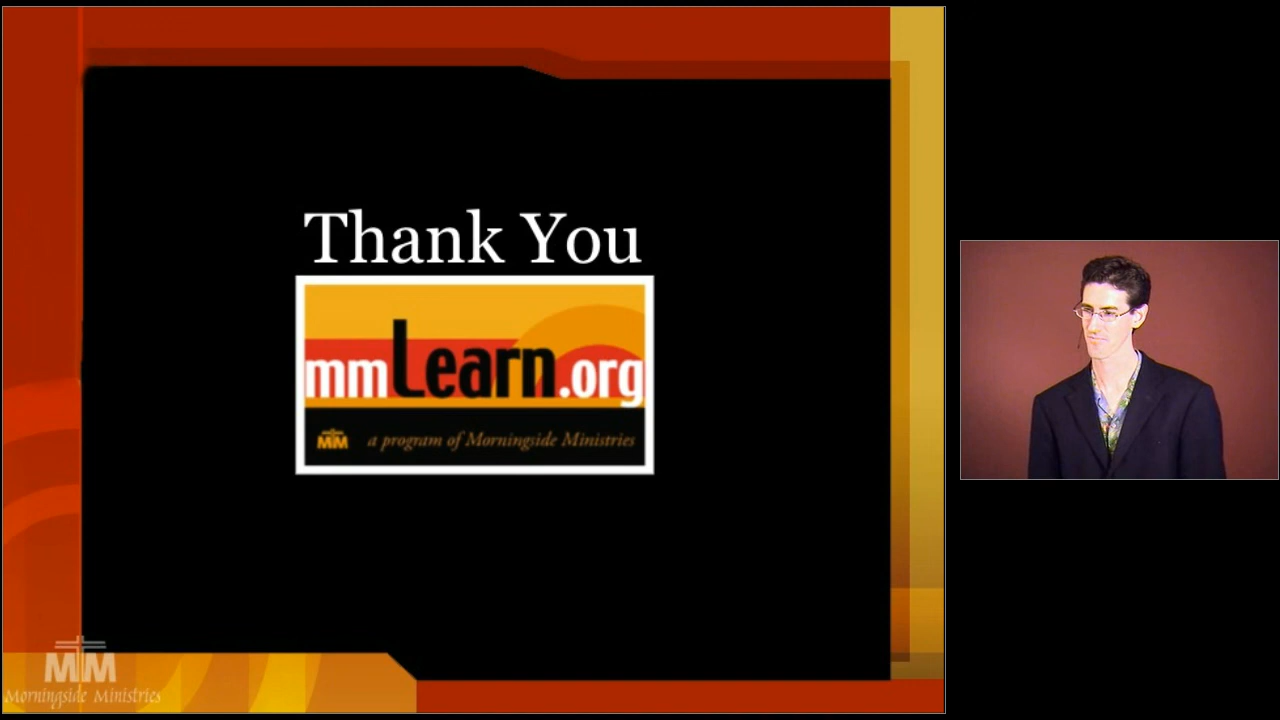 Thank You
mmLearn.org
MM
a program of Morningside Ministries
MM
Morningside Ministries